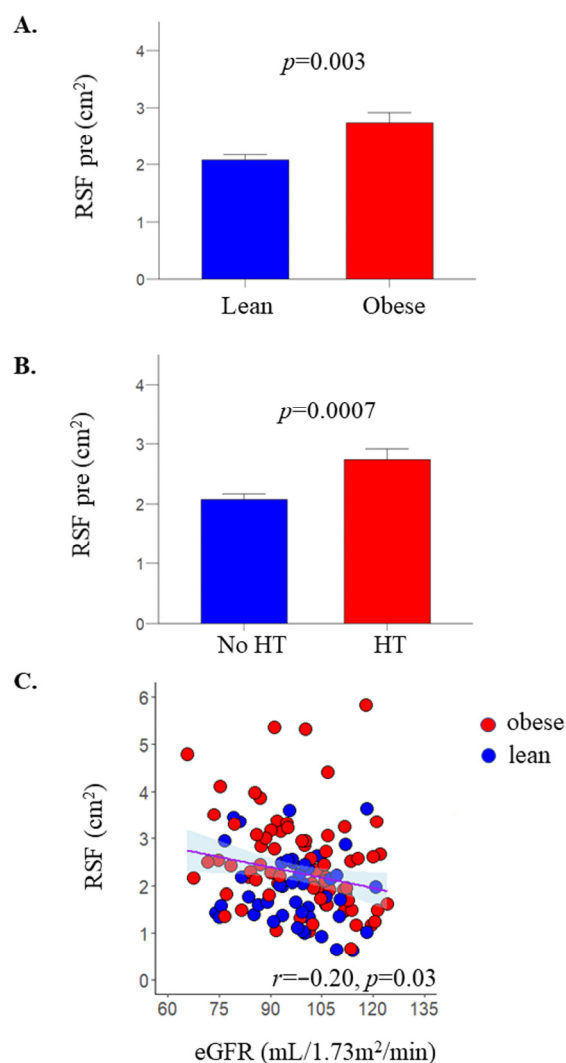 A.
RSF pre (cm²)
4
3
2
1
0
p=0.003
Lean Obese
B.
RSF pre (cm²)
4
3
2
1
0
p=0.0007
No HT HT
C.
RSF (cm²)
6
5
4
3
2
1
0
obese
lean
r=−0.20, p=0.03
60 75 90 105 120 135
eGFR (mL/1.73m²/min)